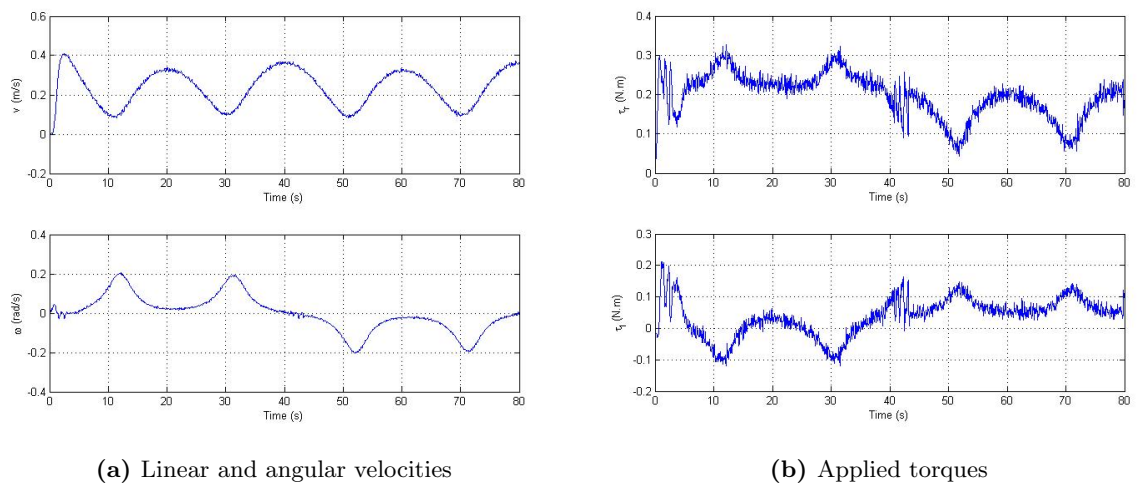 0.6
0.4
0.2
0
-0.2
v (m/s)
0 10 20 30 40 50 60 70 80
Time (s)
0.4
0.2
0
-0.2
-0.4
ω (rad/s)
0 10 20 30 40 50 60 70 80
Time (s)
(a) Linear and angular velocities
0.4
0.3
0.2
0.1
0
τr (N.m)
0 10 20 30 40 50 60 70 80
Time (s)
0.3
0.2
0.1
0
-0.1
-0.2
τl (N.m)
0 10 20 30 40 50 60 70 80
Time (s)
(b) Applied torques